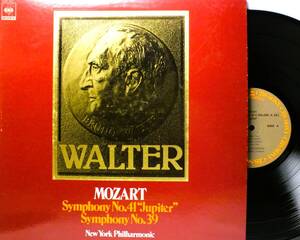 WALTER
MOZART
Symphony No.41 "Jupiter"
Symphony No.39
New York Philharmonic